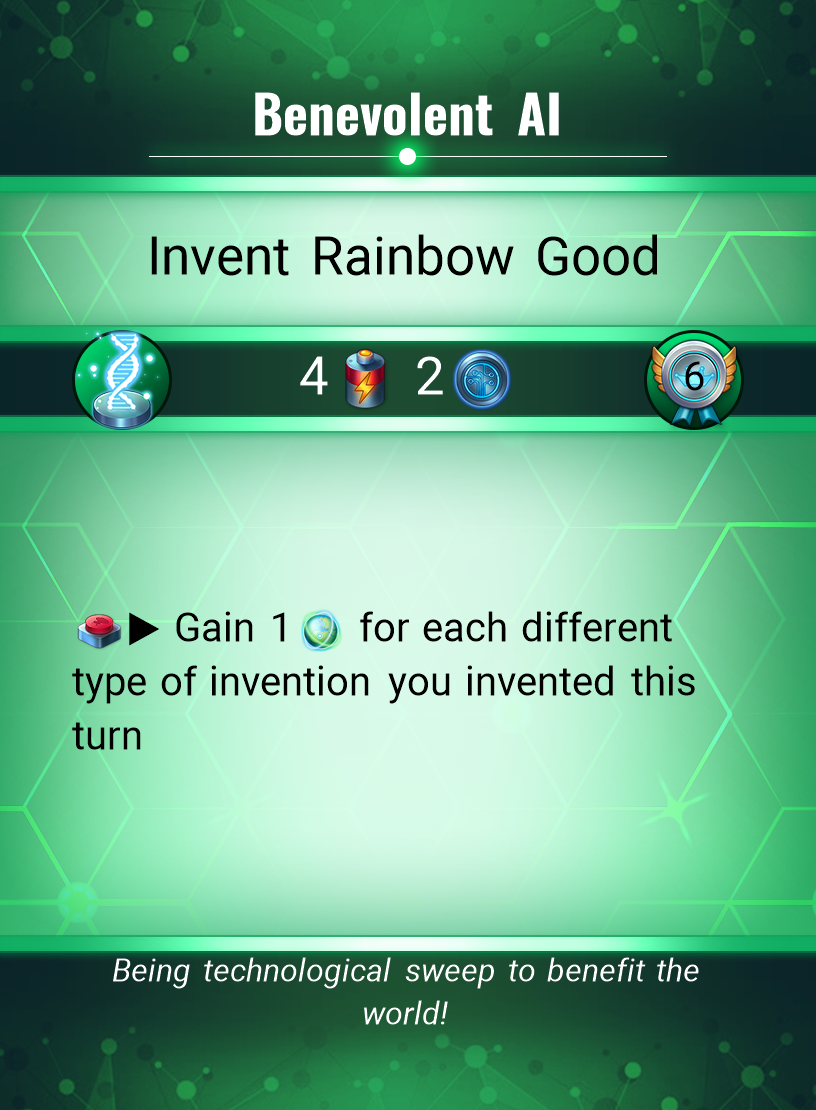 Benevolent AI
Invent Rainbow Good
4 2 6
▶ Gain 1 for each different
type of invention you invented this
turn
Being technological sweep to benefit the
world!